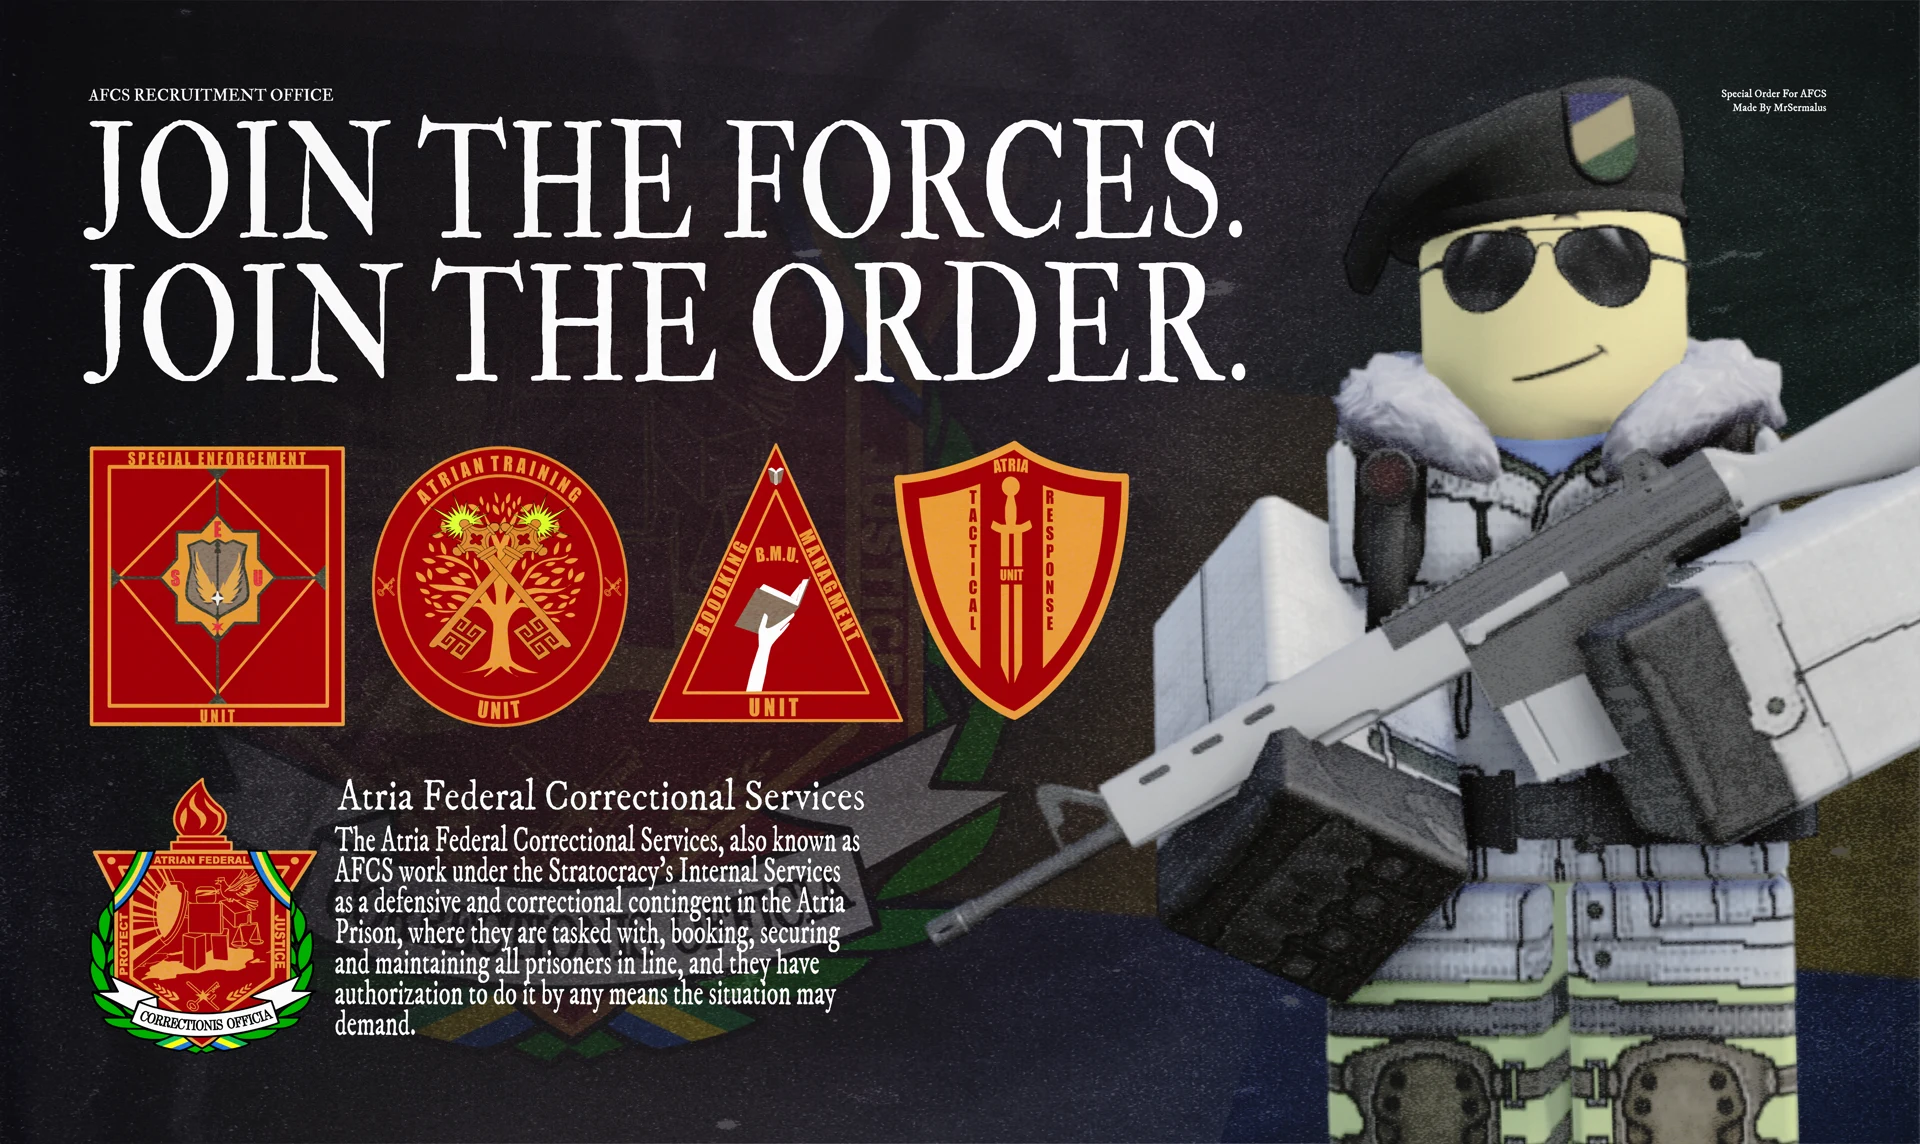 AFCS RECRUITMENT OFFICE
Special Order For AFCS
Made By MrSermalus
JOIN THE FORCES.
JOIN THE ORDER.
SPECIAL ENFORCEMENT
E
S U
UNIT
ATRIAN TRAINING
UNIT
B.M.U.
BOOOKING
MANAGMENT
UNIT
ATRIA
TACTICAL
UNIT
RESPONSE
Atria Federal Correctional Services
The Atria Federal Correctional Services, also known as
AFCS work under the Stratocracy's Internal Services
as a defensive and correctional contingent in the Atria
Prison, where they are tasked with, booking, securing
and maintaining all prisoners in line, and they have
authorization to do it by any means the situation may
demand.
ATRIAN FEDERAL
PROTECT
JUSTICE
CORRECTIONIS OFFICIA